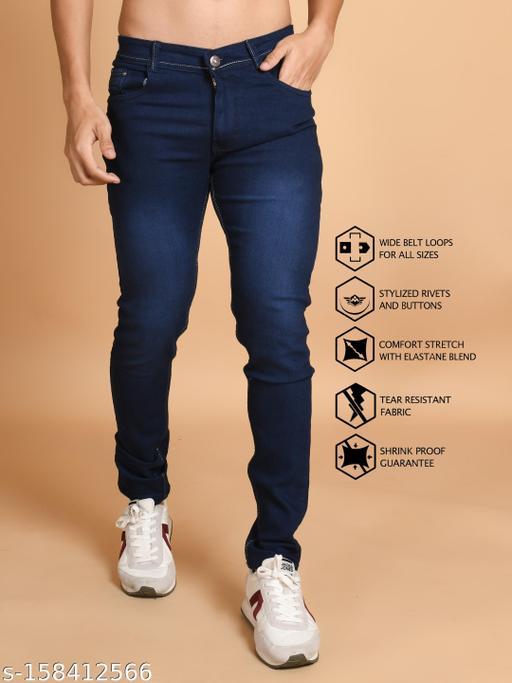 WIDE BELT LOOPS
FOR ALL SIZES
STYLIZED RIVETS
AND BUTTONS
COMFORT STRETCH
WITH ELASTANE BLEND
TEAR RESISTANT
FABRIC
SHRINK PROOF
GUARANTEE
s-158412566